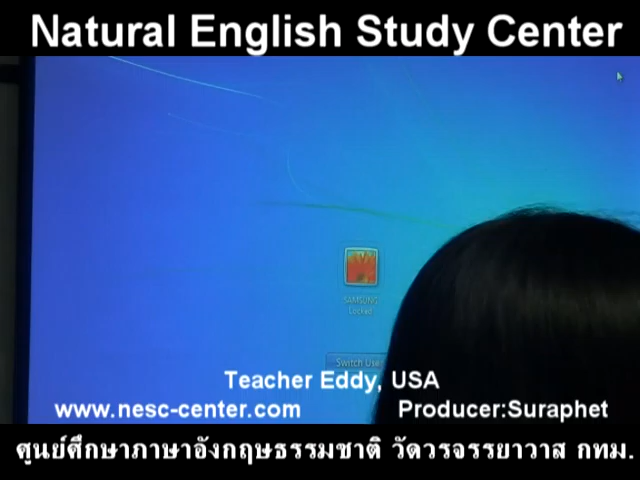 Natural English Study Center
SAMSUNG
Locked
Switch Use
Teacher Eddy, USA
www.nesc-center.com
Producer:Suraphet
ศูนย์ศึกษาภาษาอังกฤษธรรมชาติ วัดวรจรรยาวาส กทม.